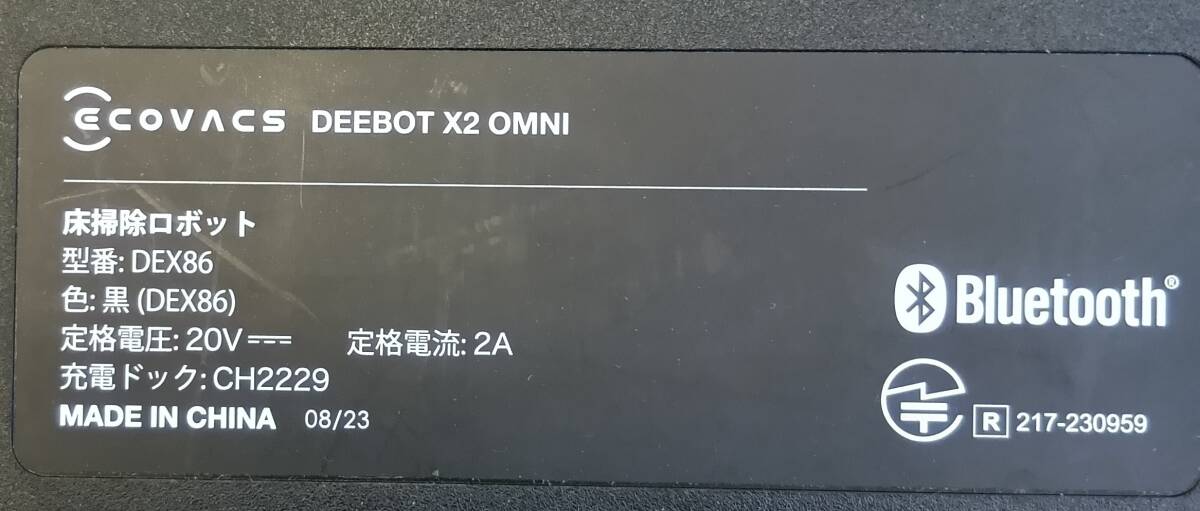 ECOVACS DEEBOT X2 OMNI
床掃除ロボット
型番: DEX86
色: 黒 (DEX86)
定格電圧: 20V⎓ 定格電流: 2A
充電ドック: CH2229
MADE IN CHINA 08/23
Bluetooth®
R 217-230959